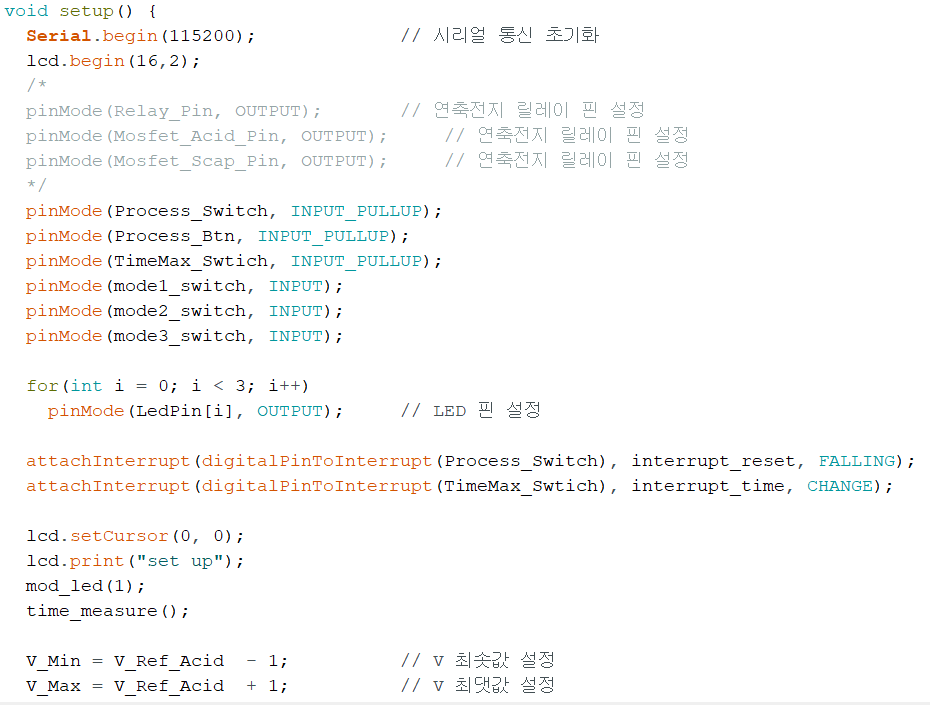 void setup() {
  Serial.begin(115200);             // 시리얼 통신 초기화
  lcd.begin(16,2);
  /*
  pinMode(Relay_Pin, OUTPUT);       // 연축전지 릴레이 핀 설정
  pinMode(Mosfet_Acid_Pin, OUTPUT);     // 연축전지 릴레이 핀 설정
  pinMode(Mosfet_Scap_Pin, OUTPUT);     // 연축전지 릴레이 핀 설정
  */
  pinMode(Process_Switch, INPUT_PULLUP);
  pinMode(Process_Btn, INPUT_PULLUP);
  pinMode(TimeMax_Swtich, INPUT_PULLUP);
  pinMode(mode1_switch, INPUT);
  pinMode(mode2_switch, INPUT);
  pinMode(mode3_switch, INPUT);

  for(int i = 0; i < 3; i++)
    pinMode(LedPin[i], OUTPUT);     // LED 핀 설정

  attachInterrupt(digitalPinToInterrupt(Process_Switch), interrupt_reset, FALLING);
  attachInterrupt(digitalPinToInterrupt(TimeMax_Swtich), interrupt_time, CHANGE);

  lcd.setCursor(0, 0);
  lcd.print("set up");
  mod_led(1);
  time_measure();

  V_Min = V_Ref_Acid  - 1;          // V 최솟값 설정
  V_Max = V_Ref_Acid  + 1;          // V 최댓값 설정